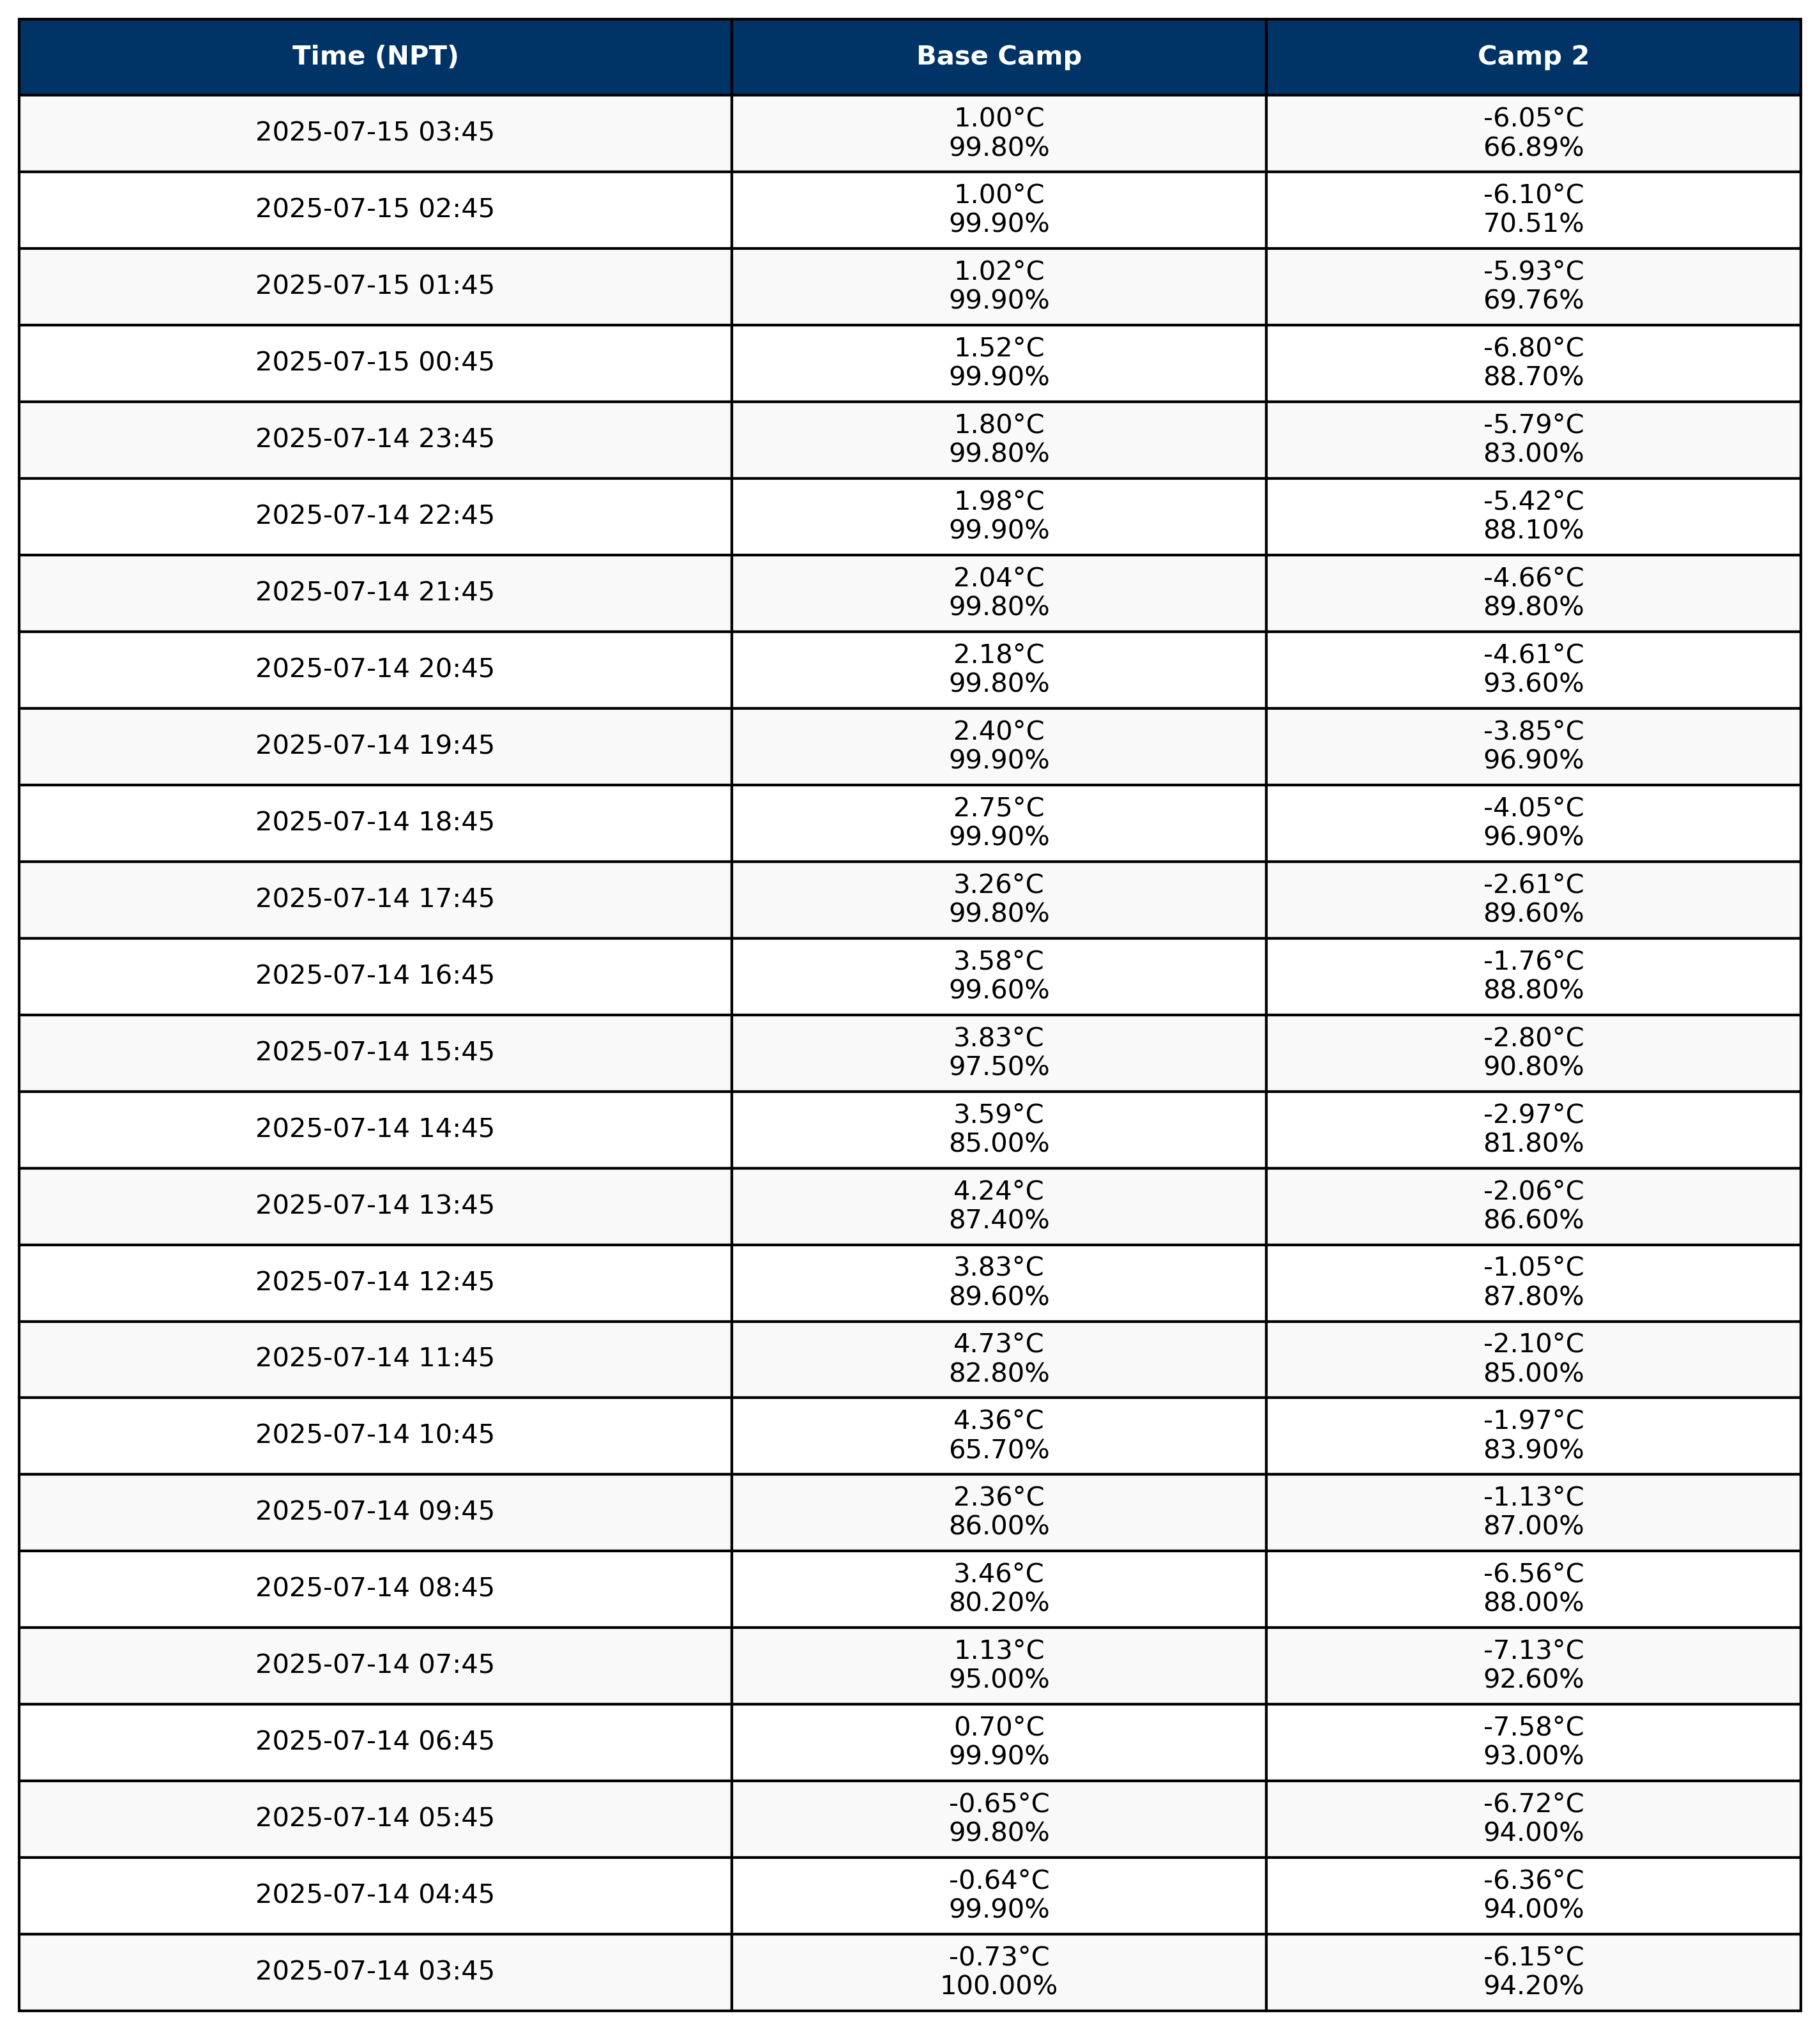 Time (NPT) Base Camp Camp 2
2025-07-15 03:45 1.00°C -6.05°C
99.80% 66.89%
2025-07-15 02:45 1.00°C -6.10°C
99.90% 70.51%
2025-07-15 01:45 1.02°C -5.93°C
99.90% 69.76%
2025-07-15 00:45 1.52°C -6.80°C
99.90% 88.70%
2025-07-14 23:45 1.80°C -5.79°C
99.80% 83.00%
2025-07-14 22:45 1.98°C -5.42°C
99.90% 88.10%
2025-07-14 21:45 2.04°C -4.66°C
99.80% 89.80%
2025-07-14 20:45 2.18°C -4.61°C
99.80% 93.60%
2025-07-14 19:45 2.40°C -3.85°C
99.90% 96.90%
2025-07-14 18:45 2.75°C -4.05°C
99.90% 96.90%
2025-07-14 17:45 3.26°C -2.61°C
99.80% 89.60%
2025-07-14 16:45 3.58°C -1.76°C
99.60% 88.80%
2025-07-14 15:45 3.83°C -2.80°C
97.50% 90.80%
2025-07-14 14:45 3.59°C -2.97°C
85.00% 81.80%
2025-07-14 13:45 4.24°C -2.06°C
87.40% 86.60%
2025-07-14 12:45 3.83°C -1.05°C
89.60% 87.80%
2025-07-14 11:45 4.73°C -2.10°C
82.80% 85.00%
2025-07-14 10:45 4.36°C -1.97°C
65.70% 83.90%
2025-07-14 09:45 2.36°C -1.13°C
86.00% 87.00%
2025-07-14 08:45 3.46°C -6.56°C
80.20% 88.00%
2025-07-14 07:45 1.13°C -7.13°C
95.00% 92.60%
2025-07-14 06:45 0.70°C -7.58°C
99.90% 93.00%
2025-07-14 05:45 -0.65°C -6.72°C
99.80% 94.00%
2025-07-14 04:45 -0.64°C -6.36°C
99.90% 94.00%
2025-07-14 03:45 -0.73°C -6.15°C
100.00% 94.20%